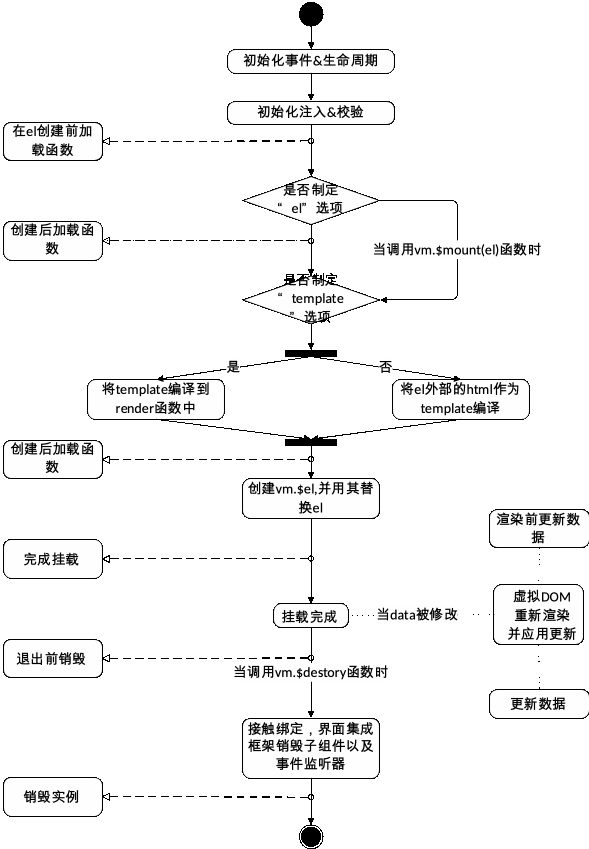 初始化事件&生命周期
初始化注入&校验
在el创建前加
载函数
是否制定
“ el”选项
创建后加载函
数
当调用vm.$mount(el)函数时
是否制定
“ template
”选项
是
否
将template编译到
render函数中
将el外部的html作为
template编译
创建后加载函
数
创建vm.$el,并用其替
换el
渲染前更新数
据
完成挂载
虚拟DOM
重新渲染
并应用更新
挂载完成
当data被修改
退出前销毁
当调用vm.$destory函数时
更新数据
接触绑定，界面集成
框架销毁子组件以及
事件监听器
销毁实例